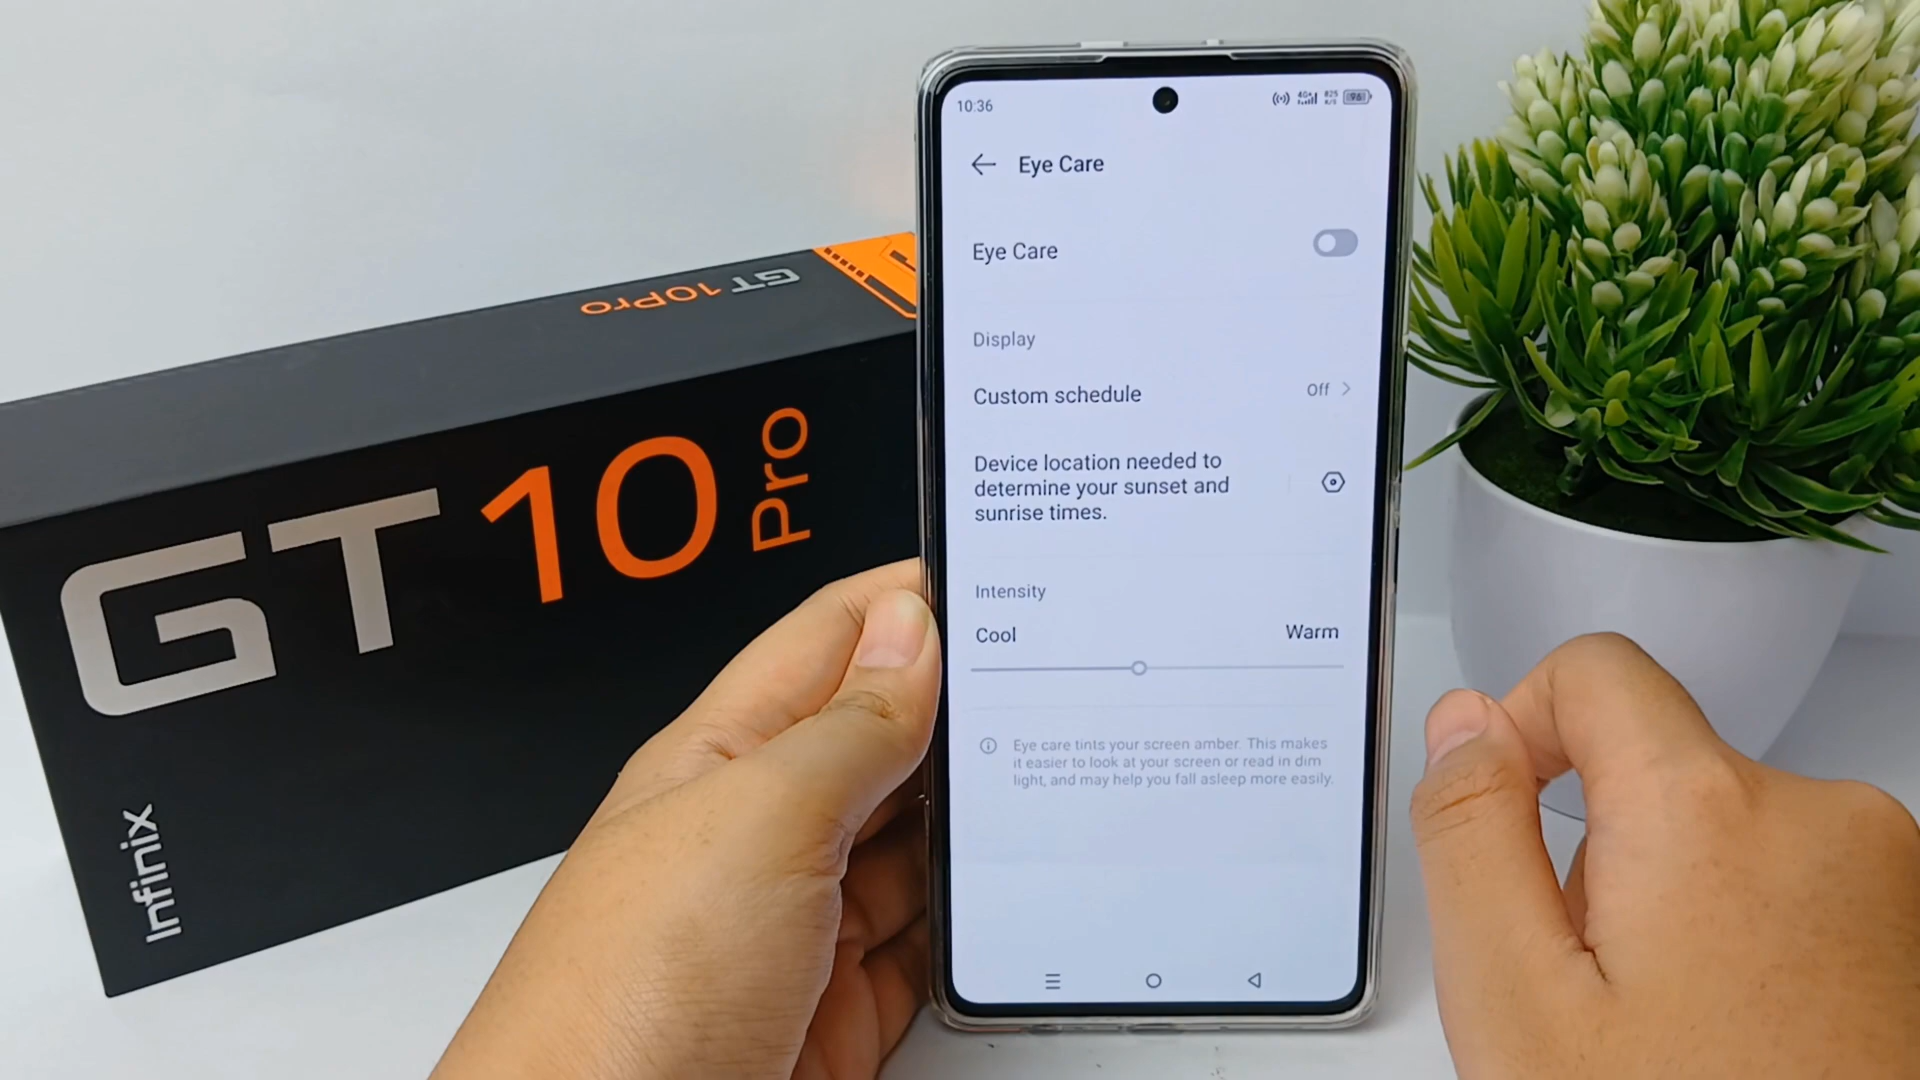 GT 10Pro
GT 10 Pro
Infinix
10:36
4G+
825
K/S
96
Eye Care
Eye Care
Display
Custom schedule
Off
Device location needed to
determine your sunset and
sunrise times.
Intensity
Cool
Warm
Eye care tints your screen amber. This makes
it easier to look at your screen or read in dim
light, and may help you fall asleep more easily.